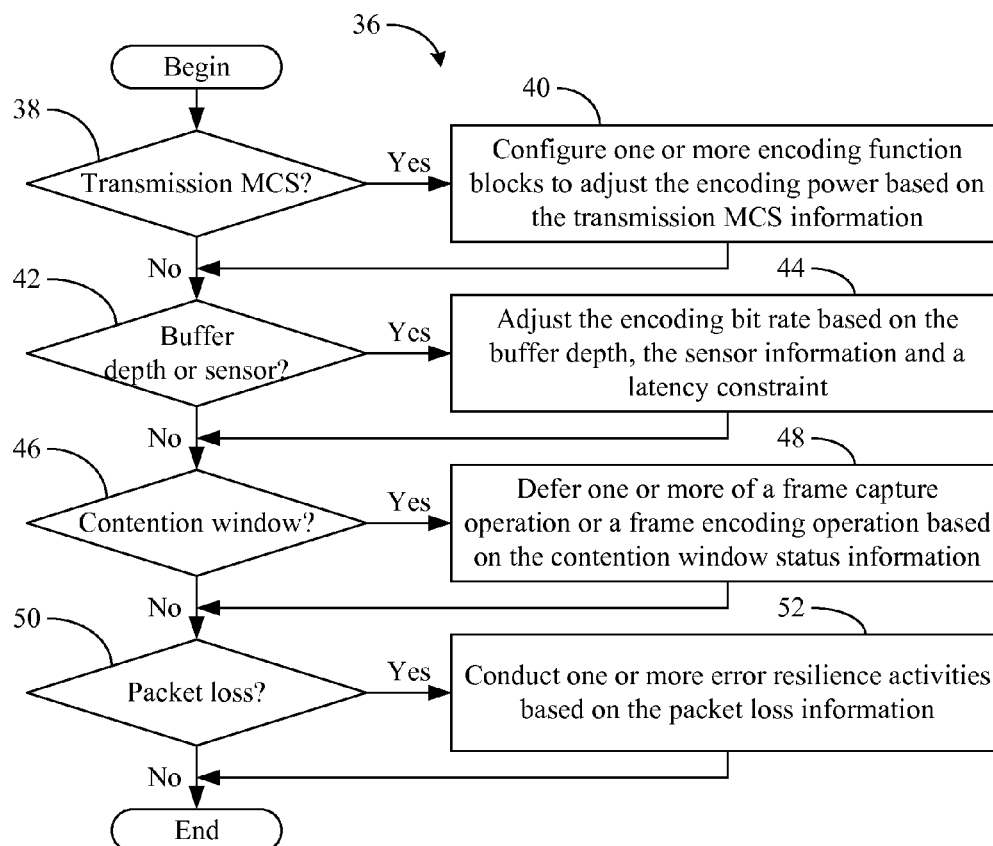 36
Begin
38
40
Transmission MCS?
Yes
Configure one or more encoding function
blocks to adjust the encoding power based on
the transmission MCS information
No
42
44
Buffer
depth or sensor?
Yes
Adjust the encoding bit rate based on the
buffer depth, the sensor information and a
latency constraint
No
46
48
Contention window?
Yes
Defer one or more of a frame capture
operation or a frame encoding operation based
on the contention window status information
No
50
52
Packet loss?
Yes
Conduct one or more error resilience activities
based on the packet loss information
No
End